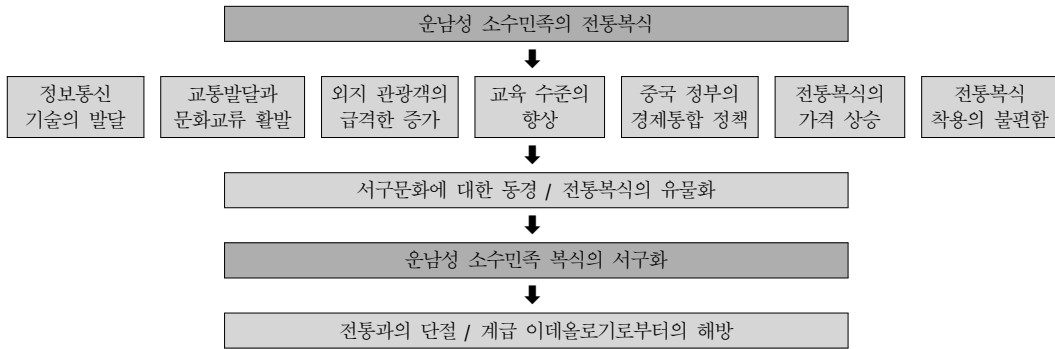 운남성 소수민족의 전통복식
정보통신
기술의 발달
교통발달과
문화교류 활발
외지 관광객의
급격한 증가
교육 수준의
향상
중국 정부의
경제통합 정책
전통복식의
가격 상승
전통복식
착용의 불편함
서구문화에 대한 동경 / 전통복식의 유물화
운남성 소수민족 복식의 서구화
전통과의 단절 / 계급 이데올로기로부터의 해방